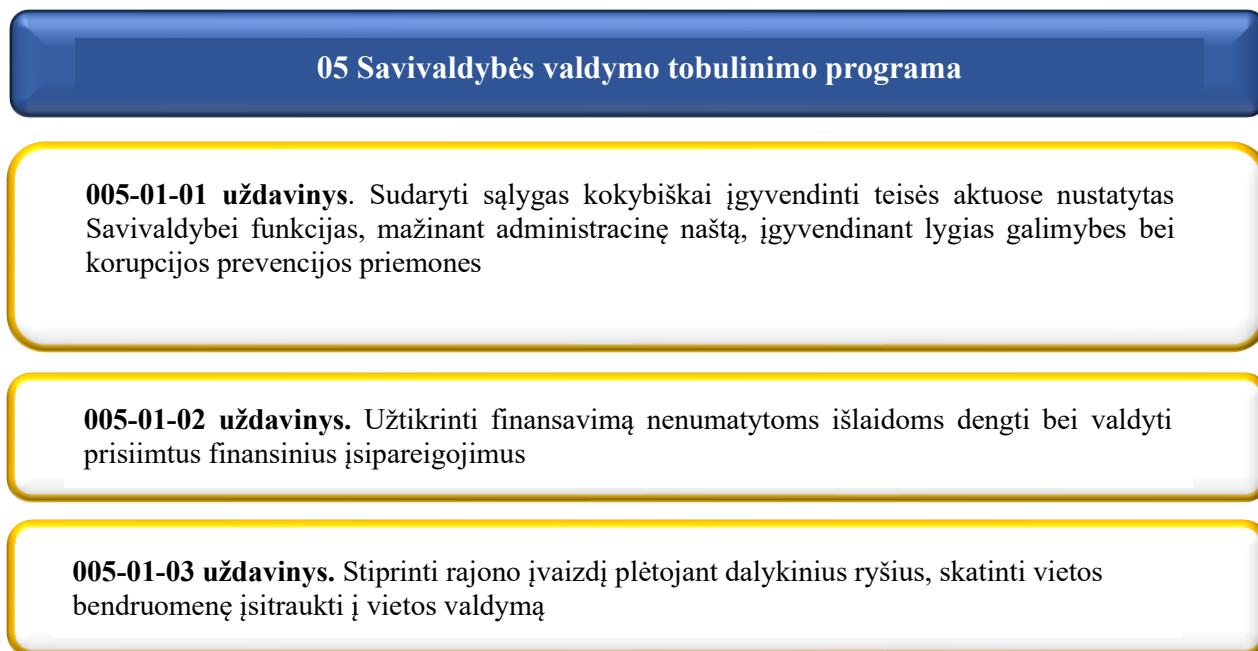 05 Savivaldybės valdymo tobulinimo programa
005-01-01 uždavinys. Sudaryti sąlygas kokybiškai įgyvendinti teisės aktuose nustatytas
Savivaldybei funkcijas, mažinant administracinę naštą, įgyvendinant lygias galimybes bei
korupcijos prevencijos priemones
005-01-02 uždavinys. Užtikrinti finansavimą nenumatytoms išlaidoms dengti bei valdyti
prisiimtus finansinius įsipareigojimus
005-01-03 uždavinys. Stiprinti rajono įvaizdį plėtojant dalykinius ryšius, skatinti vietos
bendruomenę įsitraukti į vietos valdymą